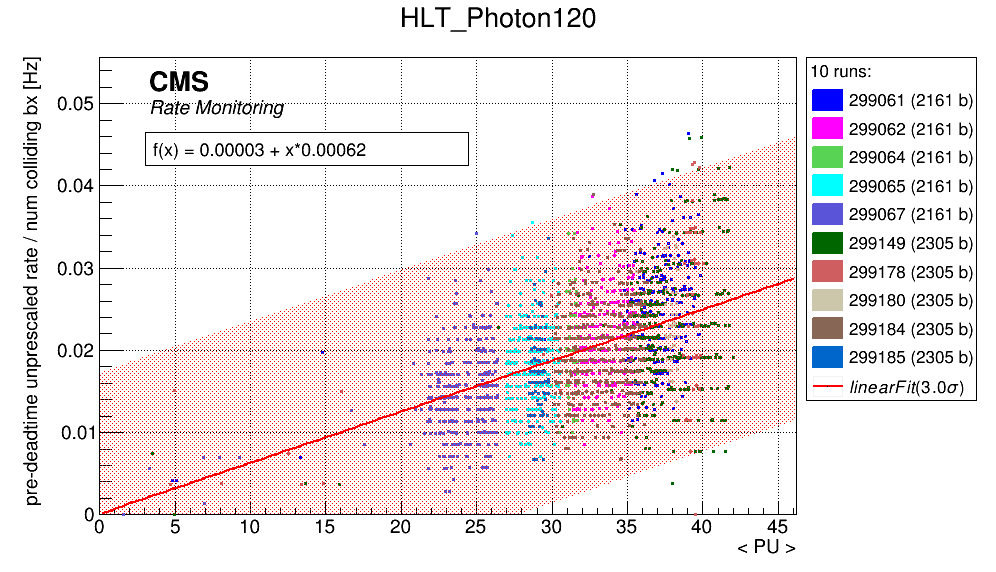 HLT_Photon120
pre-deadtime unprescaled rate / num colliding bx [Hz]
CMS
Rate Monitoring
f(x) = 0.00003 + x*0.00062
0.05
0.04
0.03
0.02
0.01
0
0 5 10 15 20 25 30 35 40 45
< PU >
10 runs:
299061 (2161 b)
299062 (2161 b)
299064 (2161 b)
299065 (2161 b)
299067 (2161 b)
299149 (2305 b)
299178 (2305 b)
299180 (2305 b)
299184 (2305 b)
299185 (2305 b)
linearFit(3.0σ)